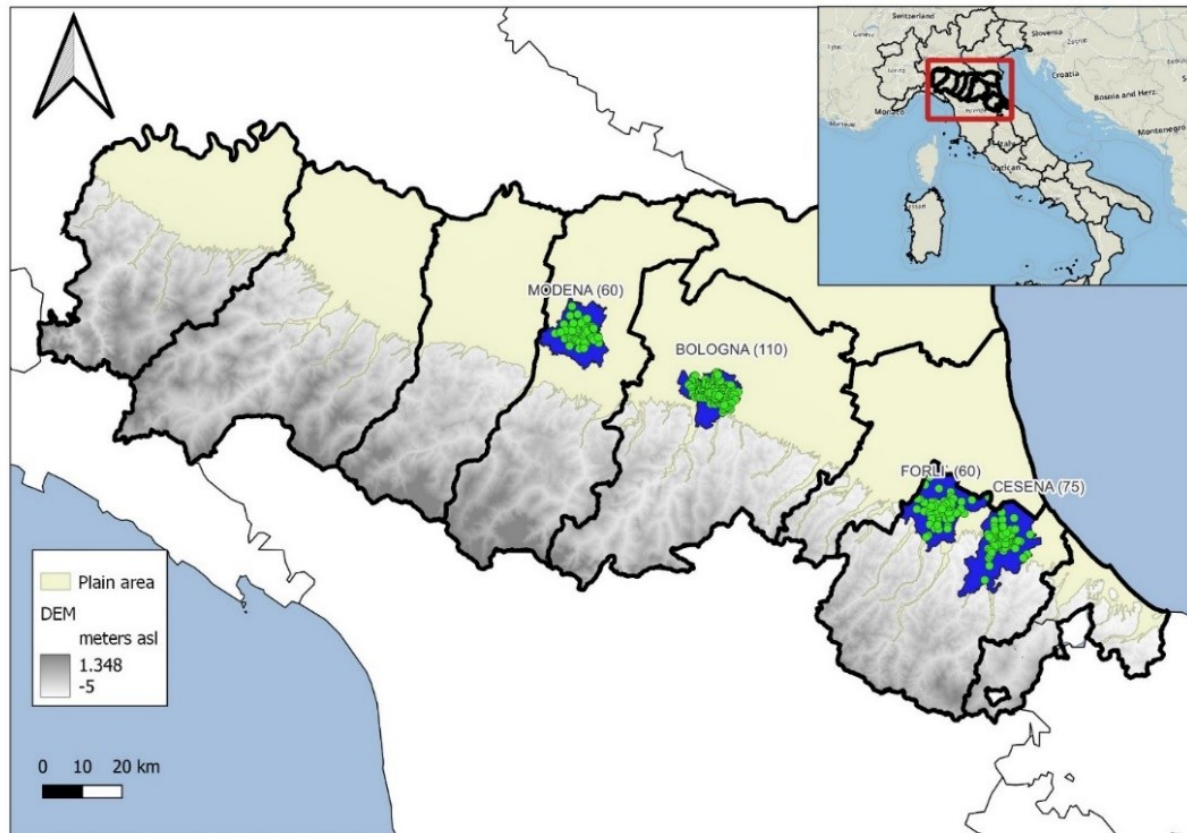 Switzerland
Slovenia
Croatia
Bosnia and Herz.
Monaco
Montenegro
Italy
Vatican
MODENA (60)
BOLOGNA (110)
FORLI' (60)
CESENA (75)
Plain area
DEM
meters asl
1.348
-5
0 10 20 km